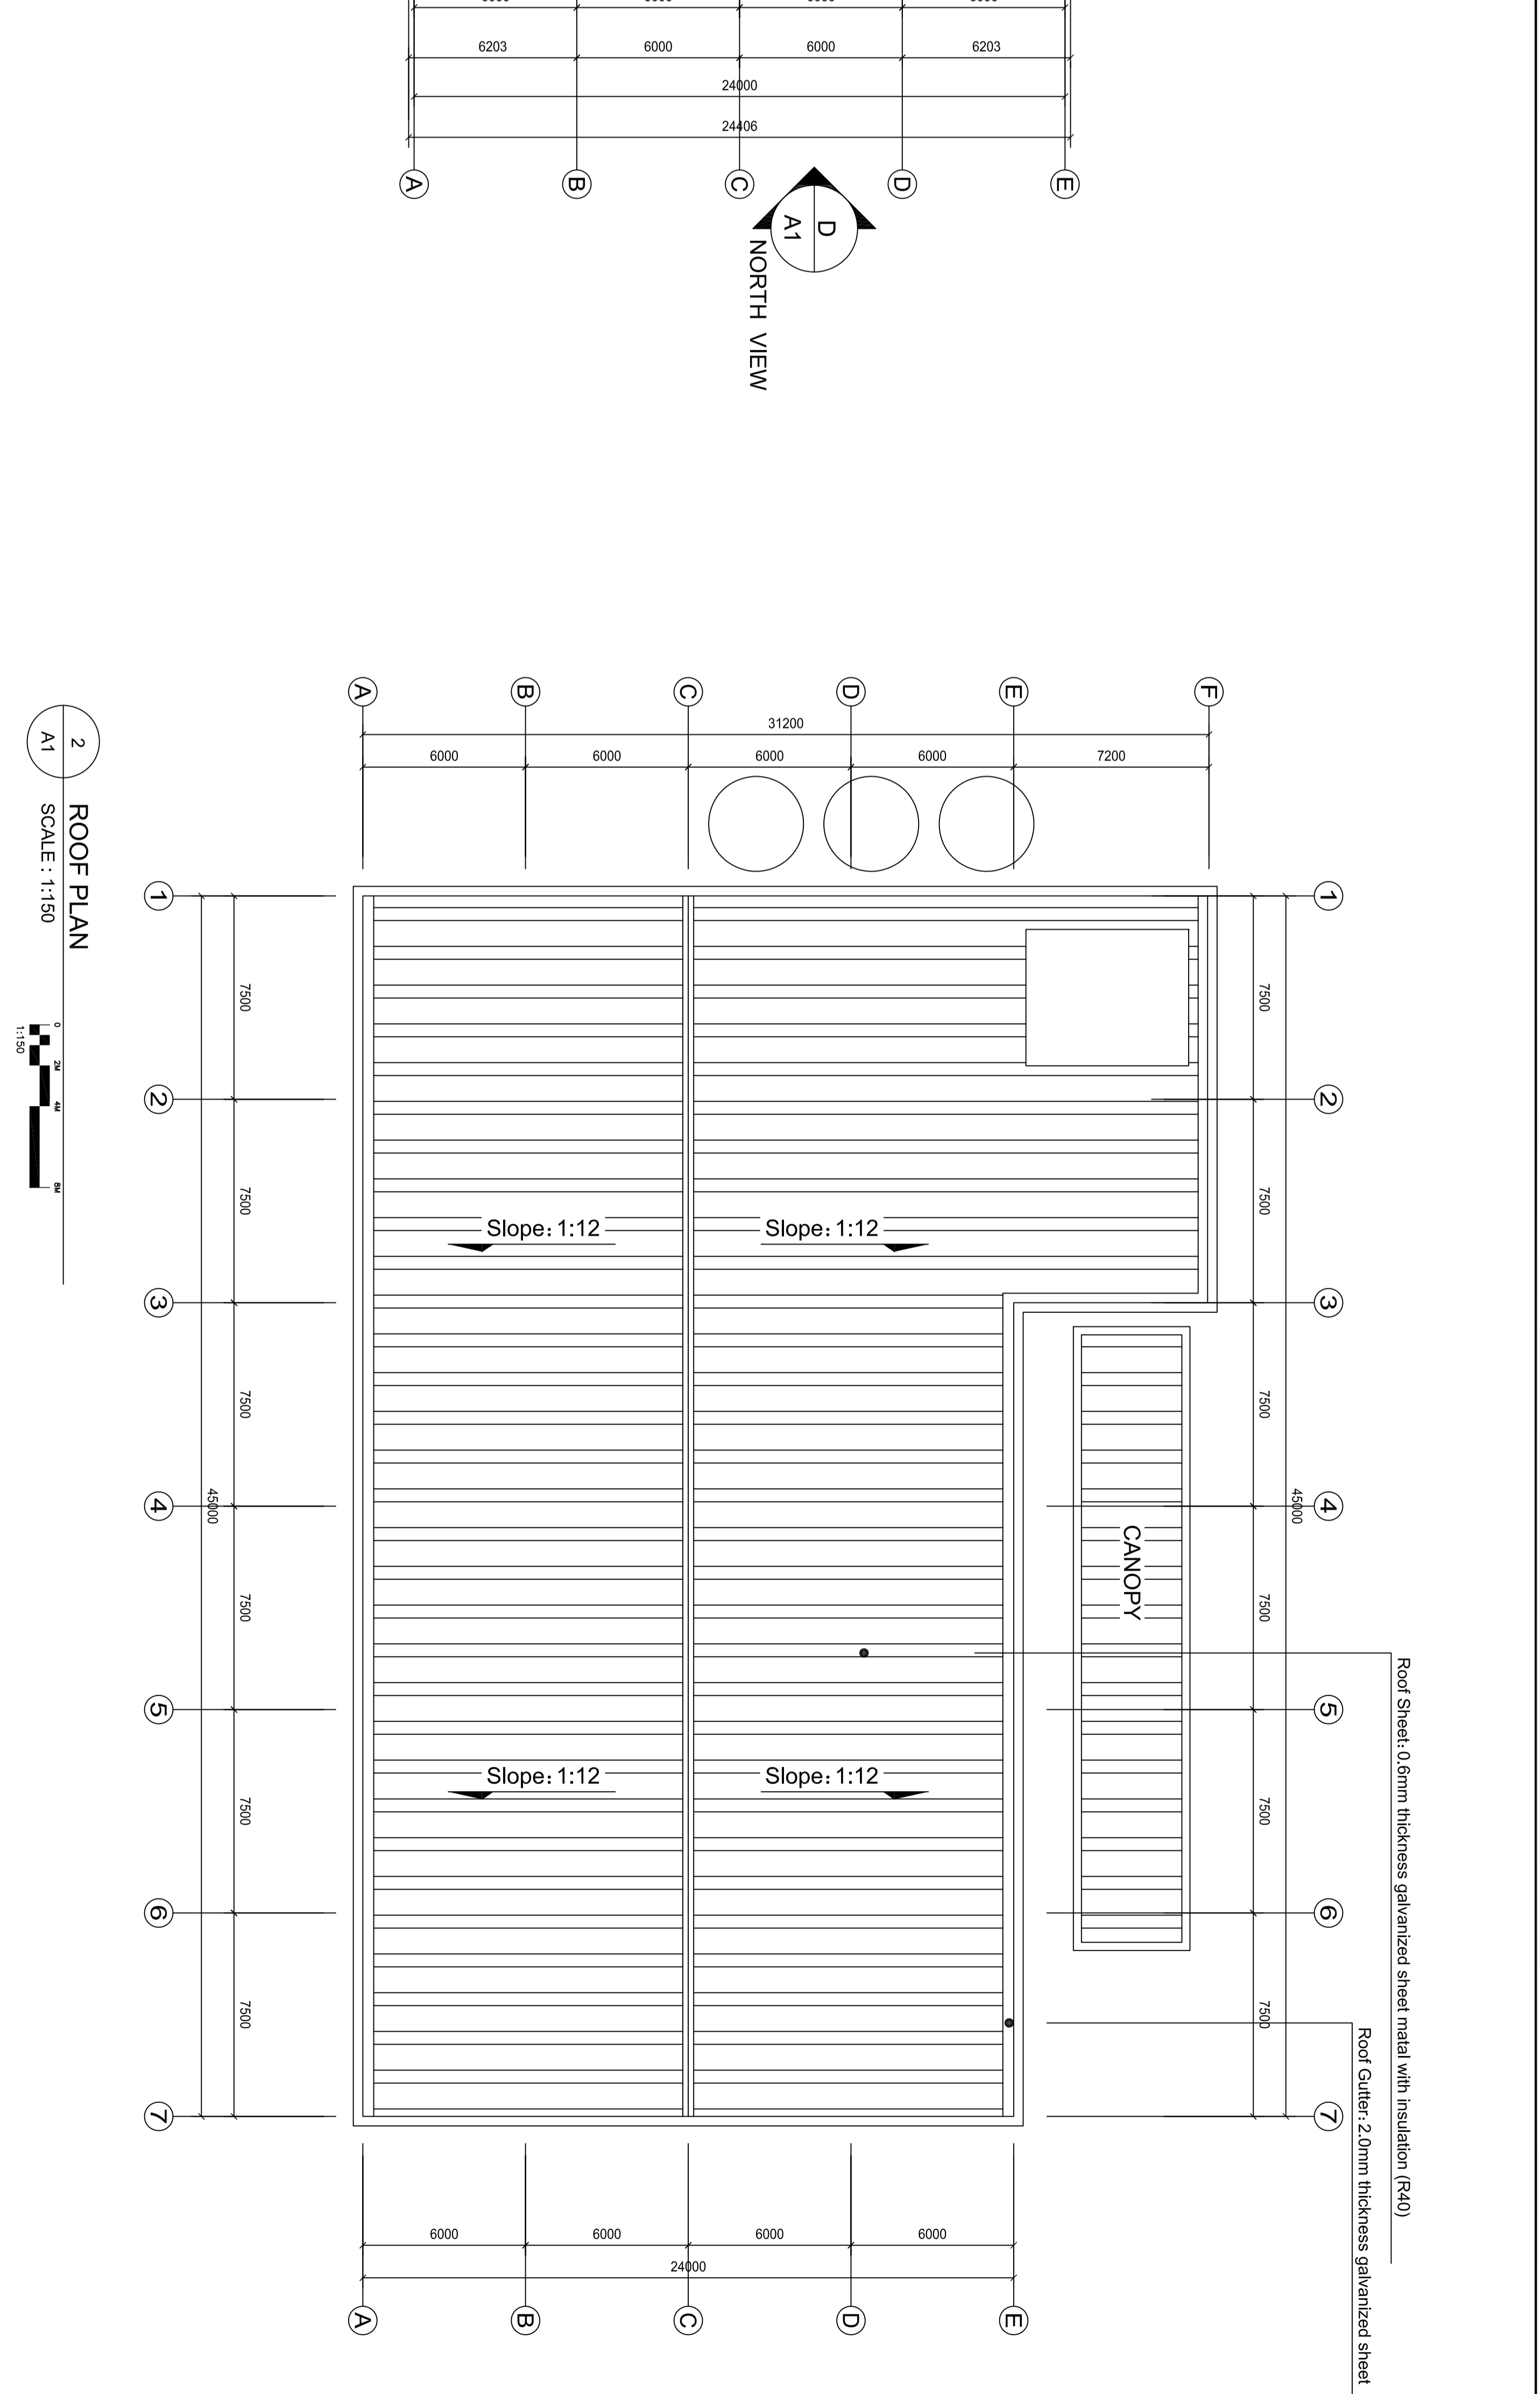 6203 6000 6000 6203
24000
24406
A B C D E
D
A1
NORTH VIEW
A B C D E F
31200
6000 6000 6000 6000 7200
2
A1
ROOF PLAN
SCALE : 1:150
0 2M 4M 8M
1:150
1 2 3 4 5 6 7
7500 7500 7500 7500 7500 7500
45000
1 2 3 4 5 6 7
7500 7500 7500 7500 7500 7500
45000
Slope: 1:12 Slope: 1:12
CANOPY
Slope: 1:12 Slope: 1:12
Roof Sheet: 0.6mm thickness galvanized sheet matal with insulation (R40)
Roof Gutter: 2.0mm thickness galvanized sheet
6000 6000 6000 6000
24000
A B C D E